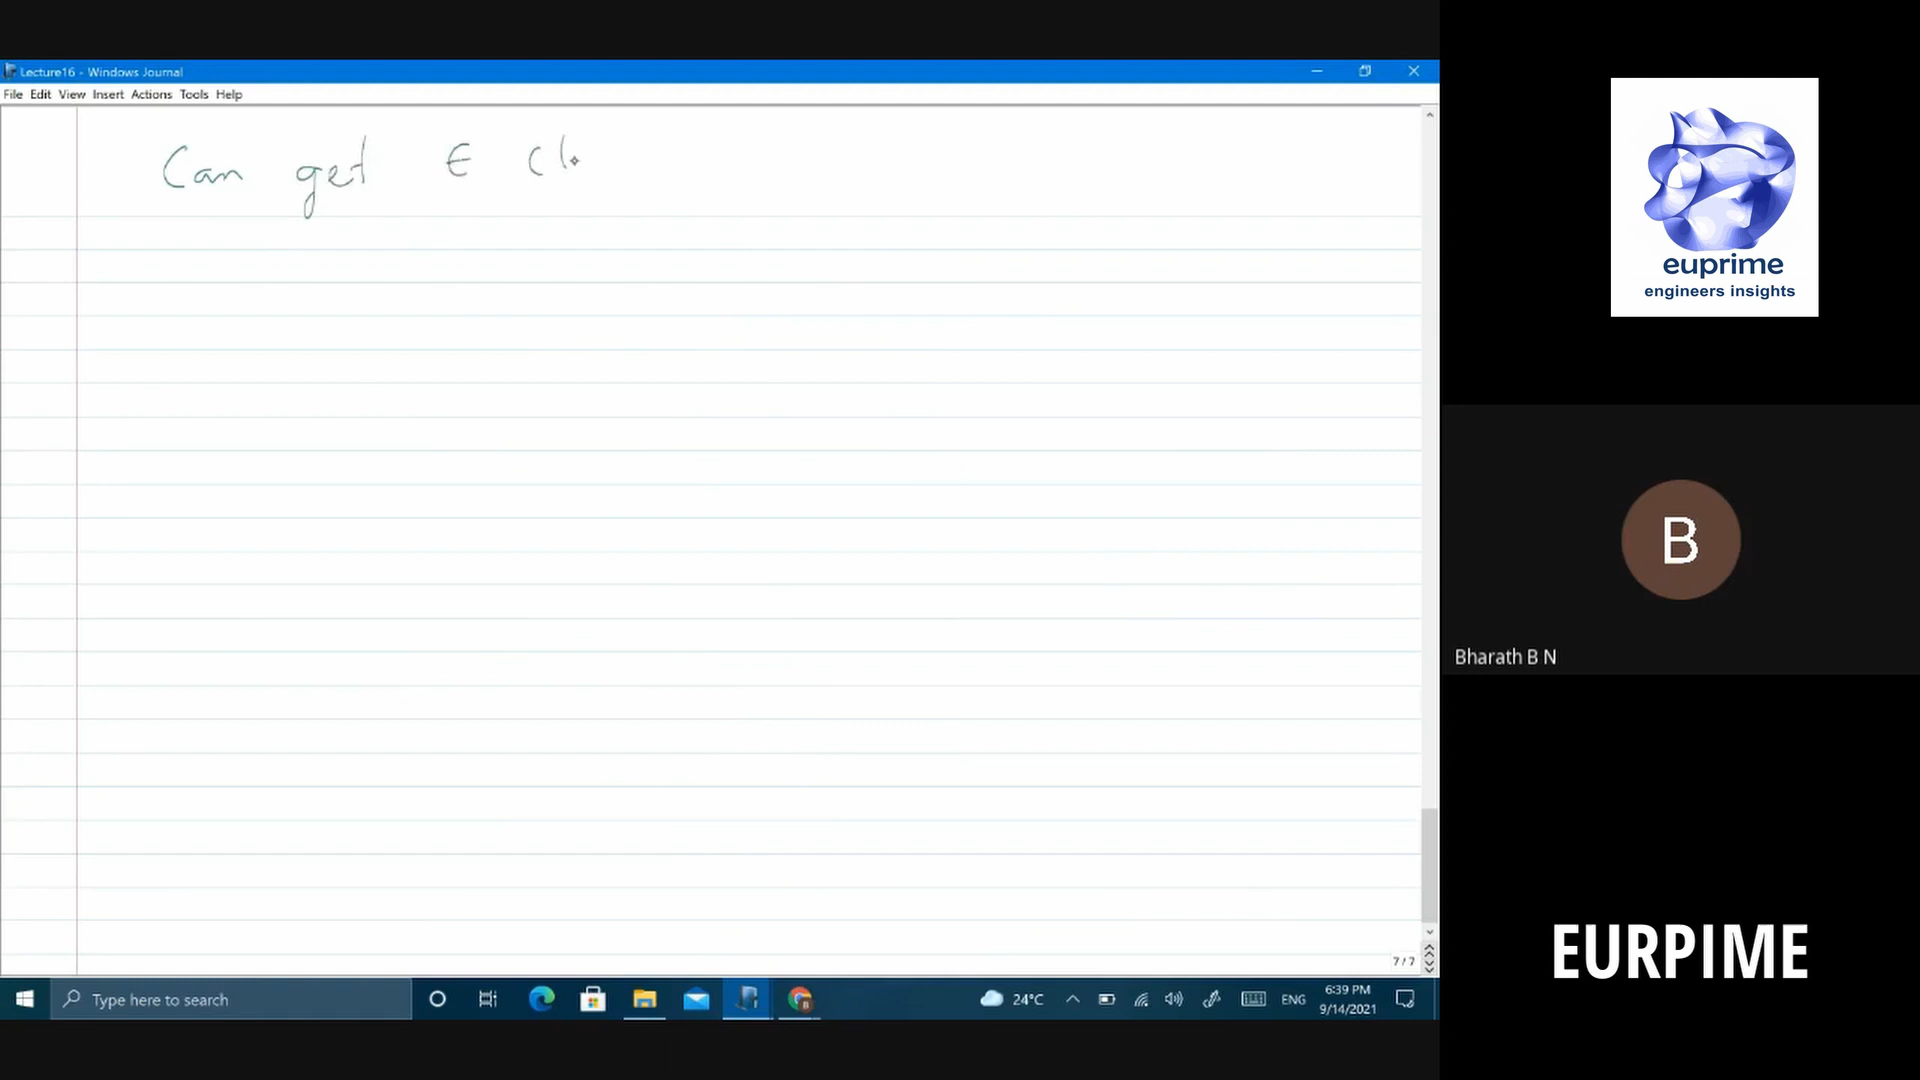 Lecture16 - Windows Journal
File Edit View Insert Actions Tools Help
Can get ∈ Cl
7/7
Type here to search
24°C
ENG
6:39 PM
9/14/2021
euprime
engineers insights
B
Bharath B N
EURPIME